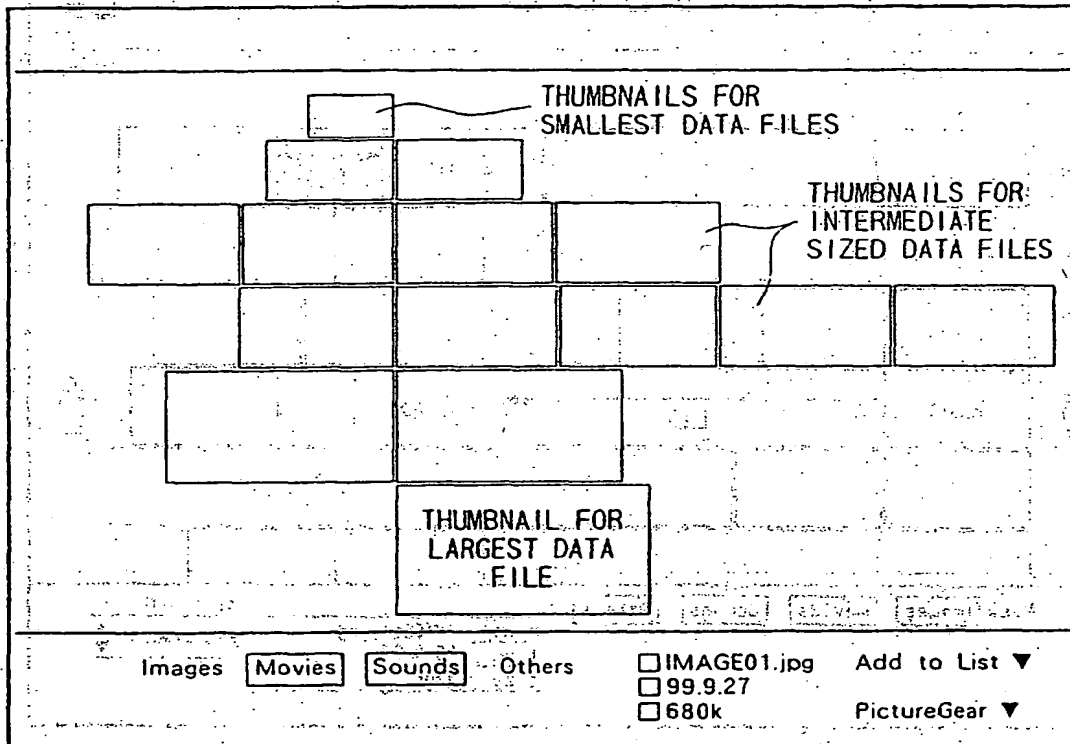 THUMBNAILS FOR
SMALLEST DATA FILES
THUMBNAILS FOR
INTERMEDIATE
SIZED DATA FILES
THUMBNAIL FOR
LARGEST DATA
FILE
Images Movies Sounds Others
IMAGE01.jpg Add to List ▼
99.9.27
680k PictureGear ▼